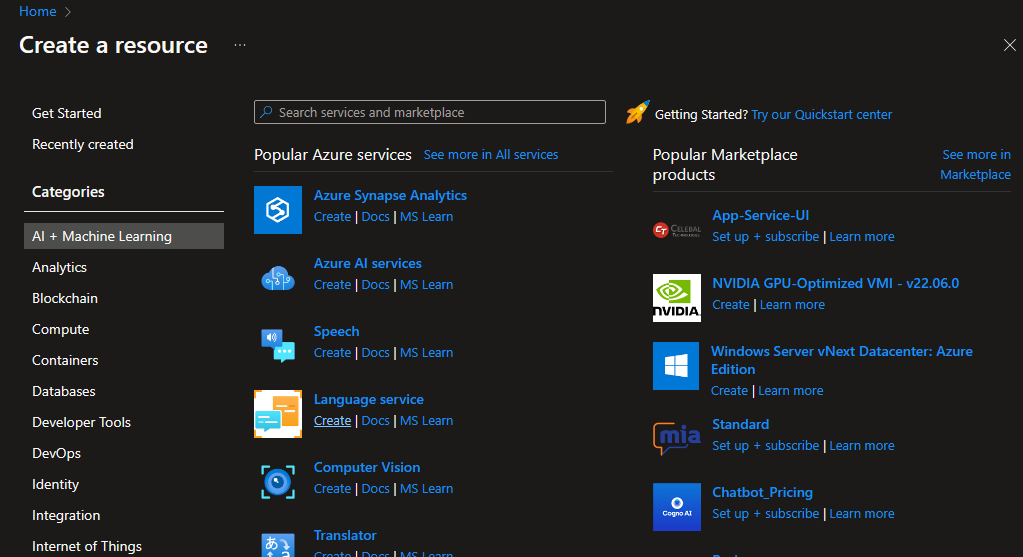 Home >
Create a resource ...
Get Started
Recently created
Categories
AI + Machine Learning
Analytics
Blockchain
Compute
Containers
Databases
Developer Tools
DevOps
Identity
Integration
Internet of Things
Search services and marketplace
Popular Azure services See more in All services
Azure Synapse Analytics
Create | Docs | MS Learn
Azure AI services
Create | Docs | MS Learn
Speech
Create | Docs | MS Learn
Language service
Create | Docs | MS Learn
Computer Vision
Create | Docs | MS Learn
Translator
Create | Docs | MS Learn
Getting Started? Try our Quickstart center
Popular Marketplace
products
See more in
Marketplace
CT CELEBAL
TECHNOLOGIES
App-Service-UI
Set up + subscribe | Learn more
NVIDIA.
NVIDIA GPU-Optimized VMI - v22.06.0
Create | Learn more
Windows Server vNext Datacenter: Azure
Edition
Create | Learn more
mia
Standard
Set up + subscribe | Learn more
Cogno AI
Chatbot_Pricing
Set up + subscribe | Learn more